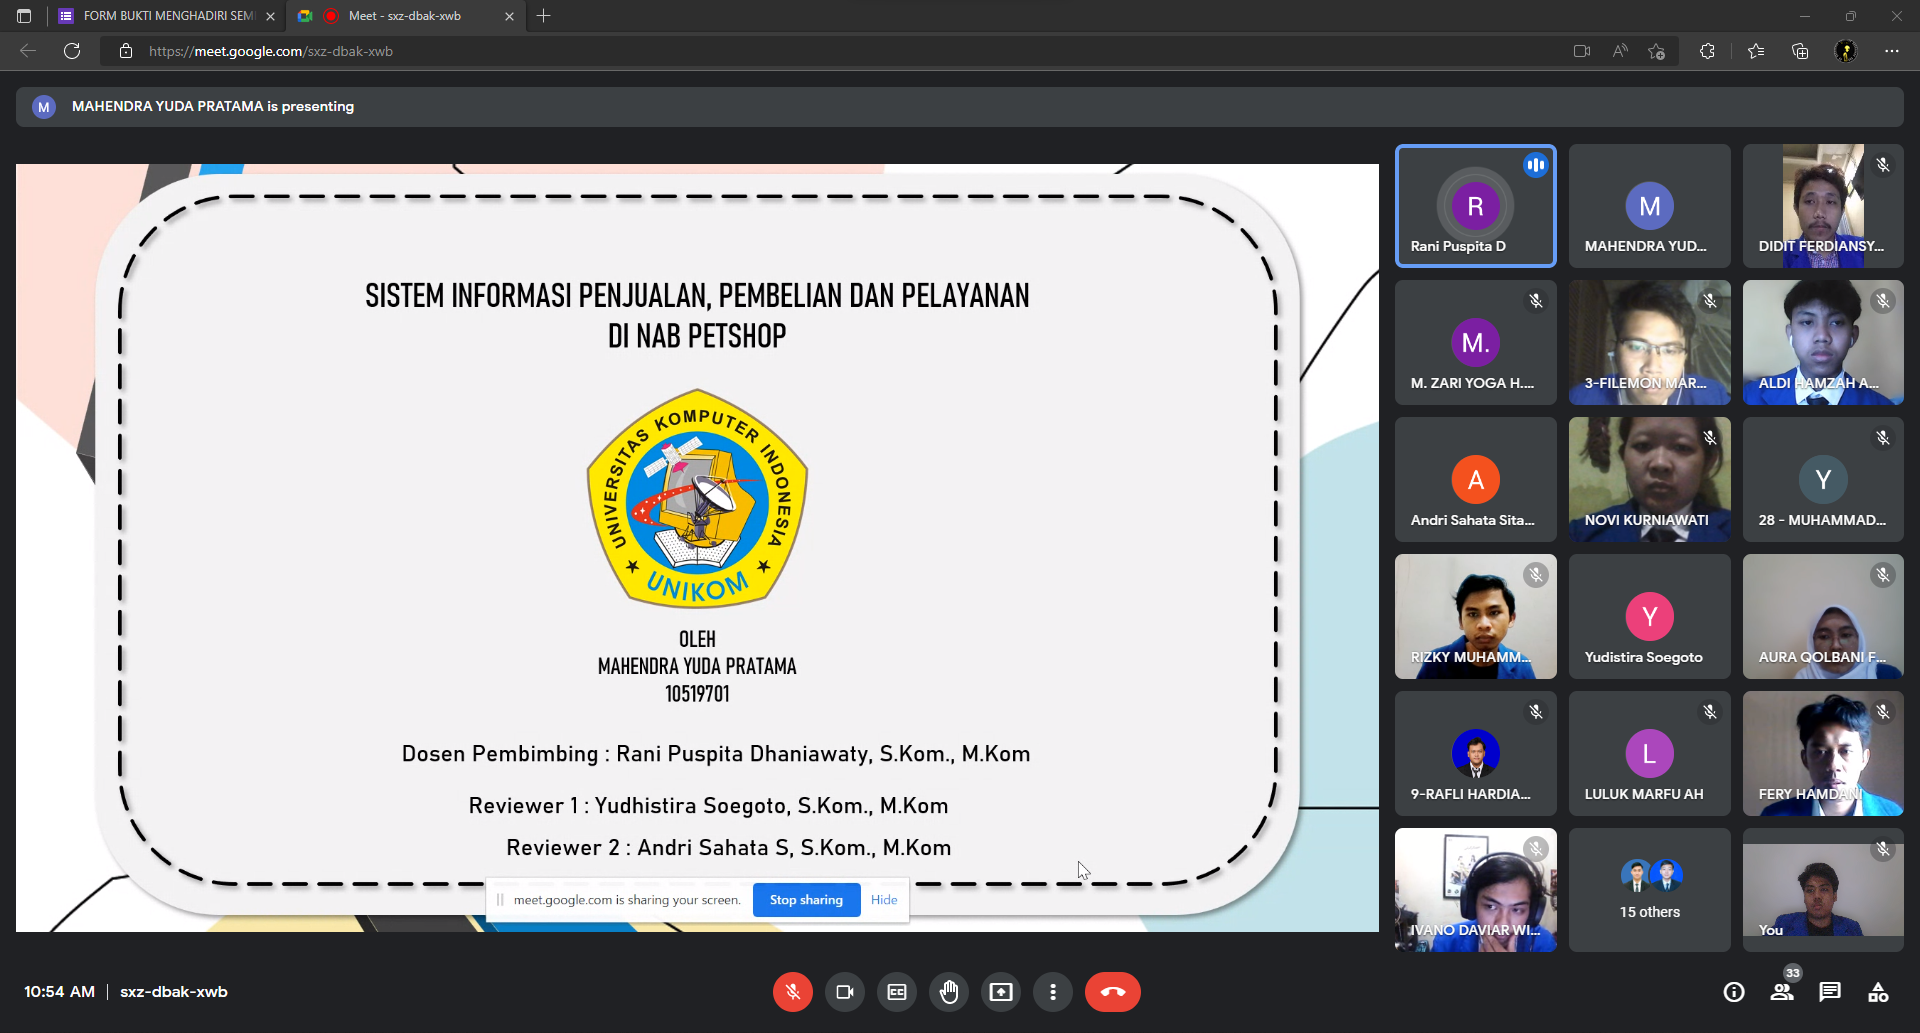 FORM BUKTI MENGHADIRI SEMI
Meet - sxz-dbak-xwb
https://meet.google.com/sxz-dbak-xwb
M
MAHENDRA YUDA PRATAMA is presenting
SISTEM INFORMASI PENJUALAN, PEMBELIAN DAN PELAYANAN
DI NAB PETSHOP
UNIVERSITAS KOMPUTER INDONESIA
UNIKOM
OLEH
MAHENDRA YUDA PRATAMA
10519701
Dosen Pembimbing : Rani Puspita Dhaniawaty, S.Kom., M.Kom
Reviewer 1 : Yudhistira Soegoto, S.Kom., M.Kom
Reviewer 2 : Andri Sahata S, S.Kom., M.Kom
meet.google.com is sharing your screen.
Stop sharing
Hide
R
Rani Puspita D
M
MAHENDRA YUD...
DIDIT FERDIANSY...
M.
M. ZARI YOGA H....
3-FILEMON MAR...
ALDI HAMZAH A...
A
Andri Sahata Sita...
NOVI KURNIAWATI
Y
28 - MUHAMMAD...
RIZKY MUHAMM...
Y
Yudistira Soegoto
AURA QOLBANI F...
9-RAFLI HARDIA...
L
LULUK MARFU AH
FERY HAMDANI
IVANO DAVIAR WI...
15 others
You
10:54 AM | sxz-dbak-xwb
CC
33